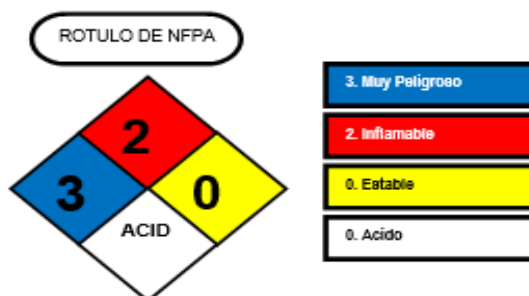 ROTULO DE NFPA
2
3
0
ACID
3. Muy Peligroso
2. Inflamable
0. Estable
0. Acido